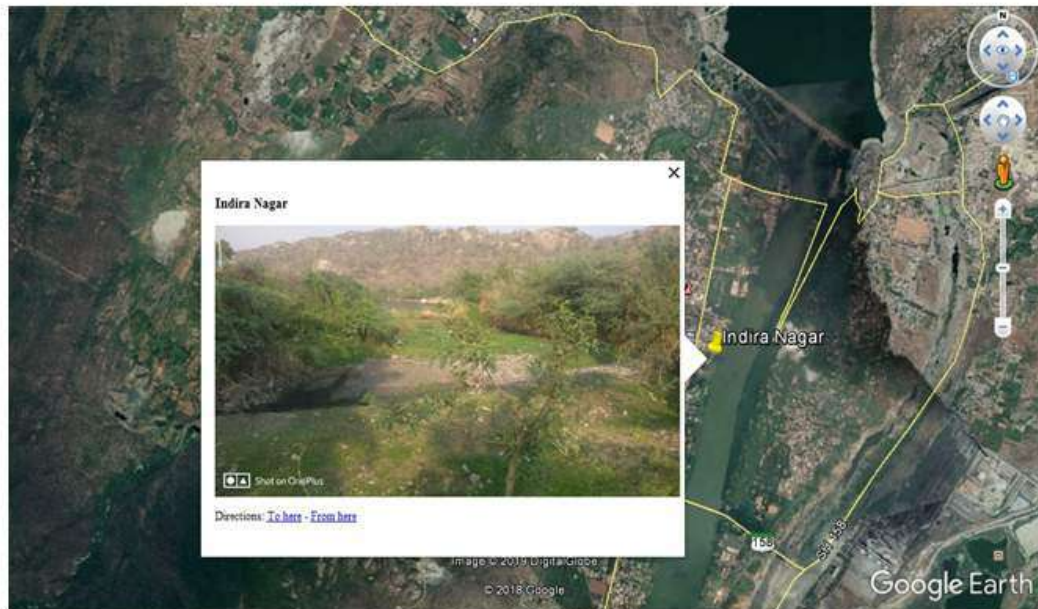 N
Indira Nagar
Indira Nagar
Shot on OnePlus
Directions: To here - From here
158
SH 158
Image © 2019 DigitalGlobe
© 2018 Google
Google Earth